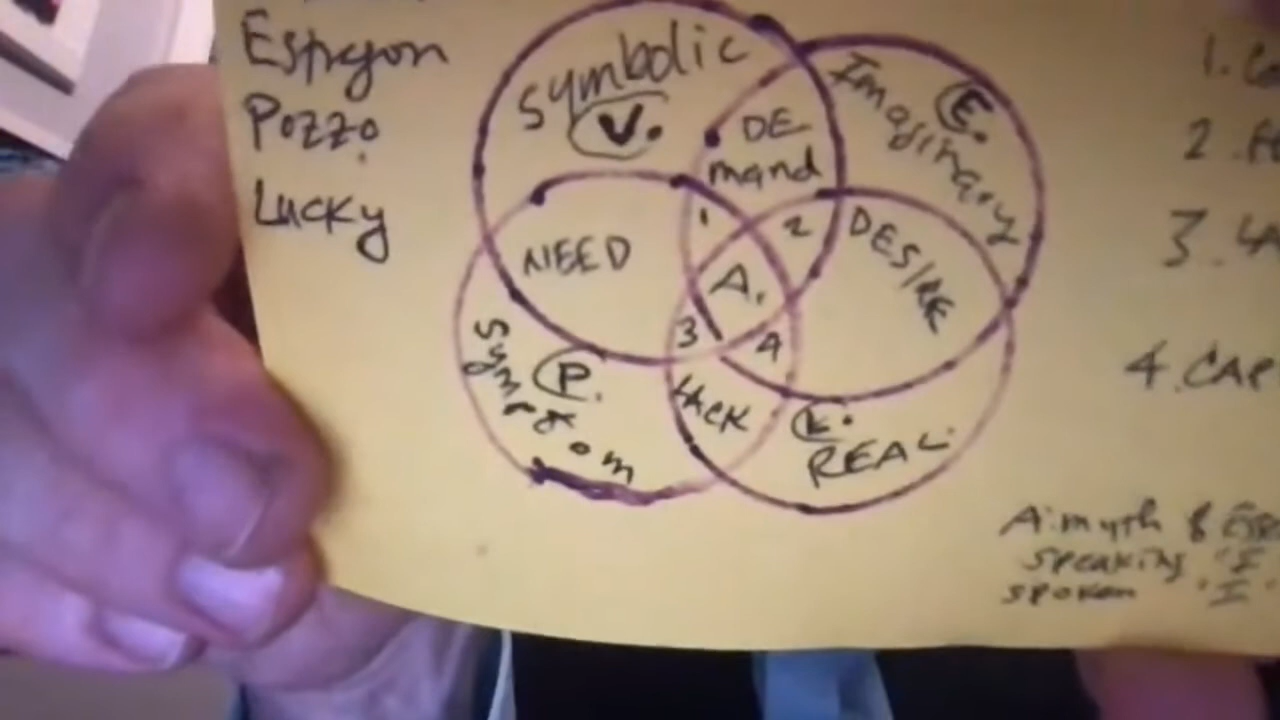 Estragon
Pozzo
Lucky
Symbolic
V.
DE
mand
Imaginary
E.
NEED
1
2
DESIRE
A.
3
4
Symptom
P.
LACK
L.
REAL
1.
2.
3.
4. CAP
A: myth &
speaking "I
spoken "I"